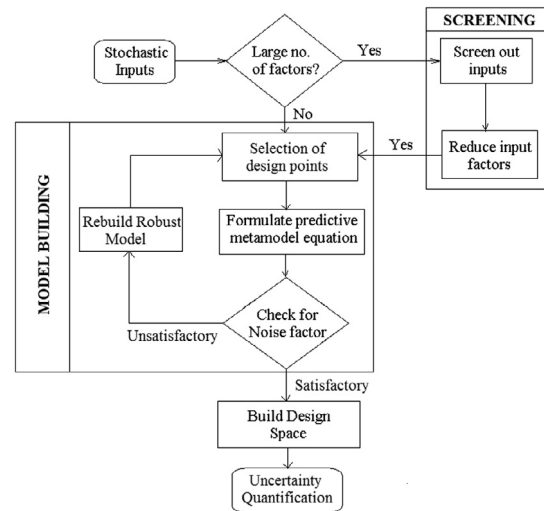 SCREENING
Stochastic
Inputs
Large no.
of factors?
Yes
Screen out
inputs
No
Selection of
design points
Yes
Reduce input
factors
MODEL BUILDING
Rebuild Robust
Model
Formulate predictive
metamodel equation
Check for
Noise factor
Unsatisfactory
Satisfactory
Build Design
Space
Uncertainty
Quantification